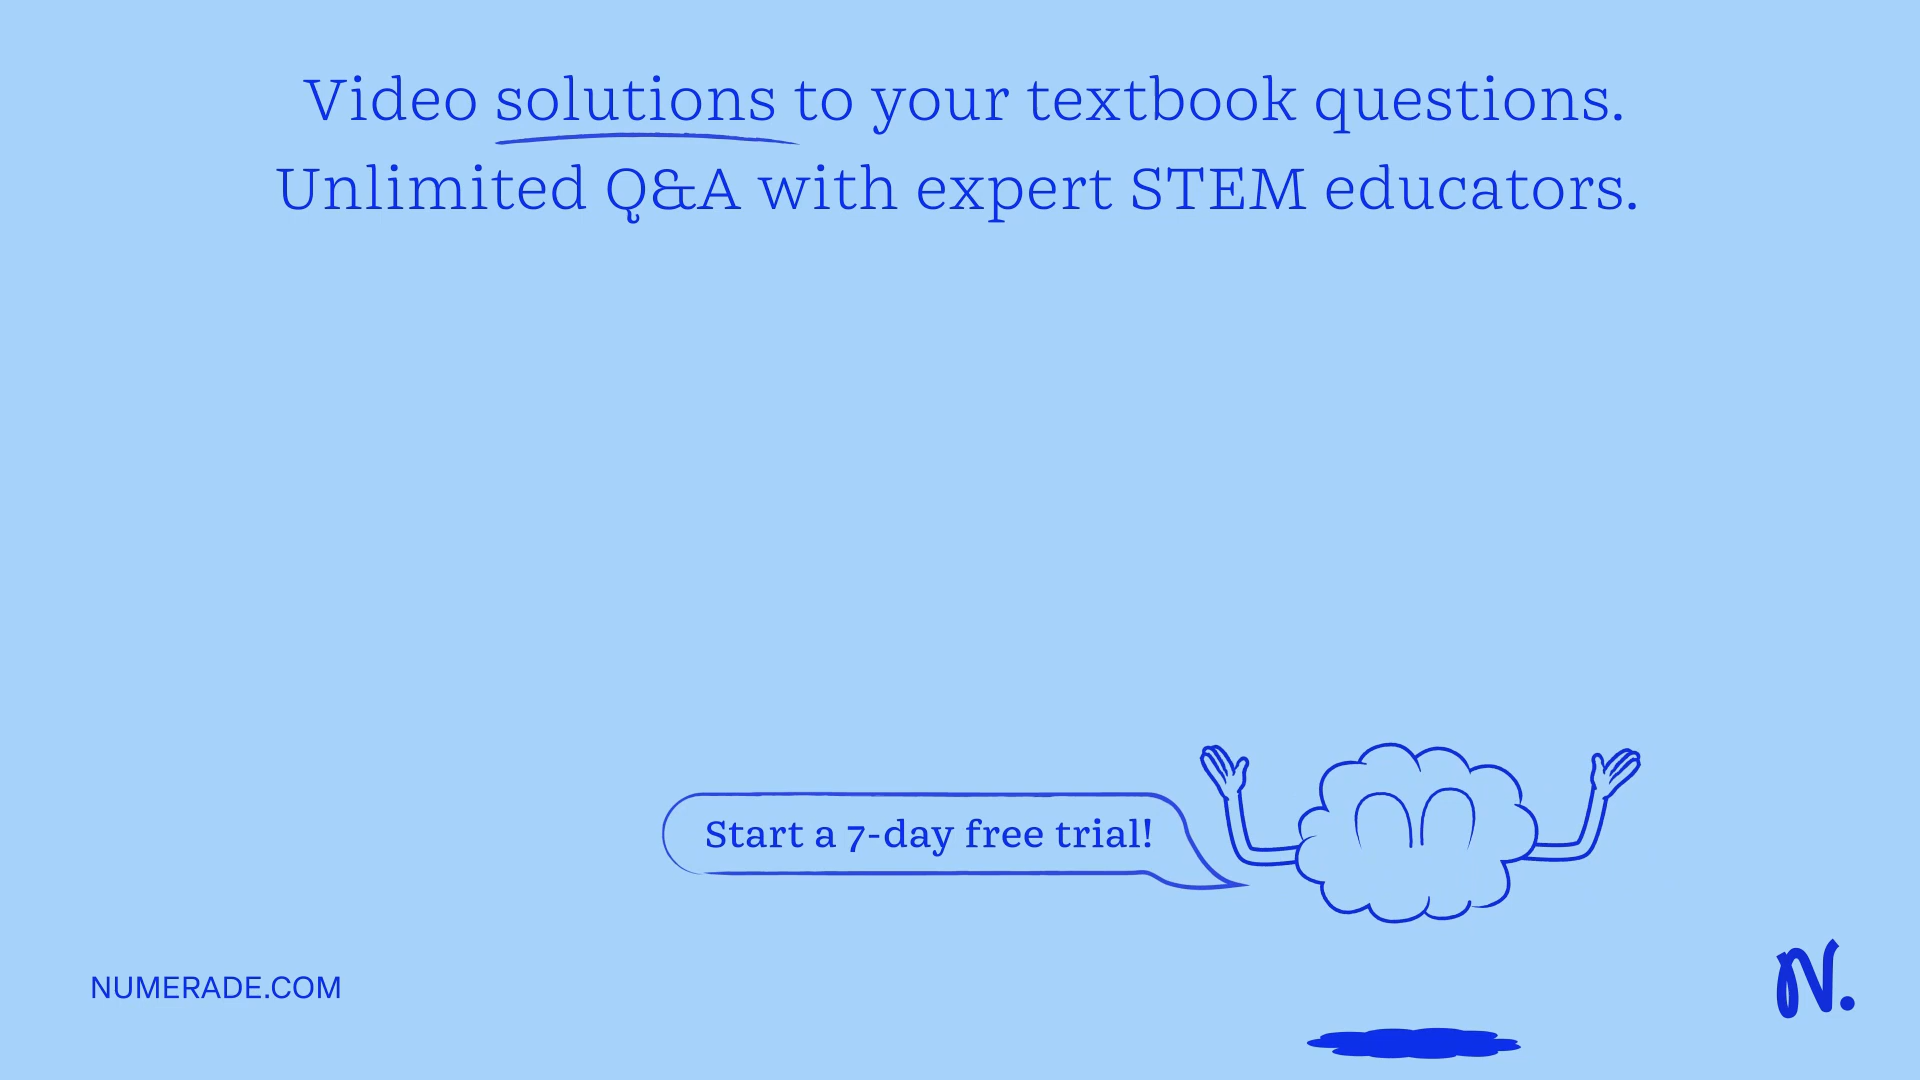 Video solutions to your textbook questions.
Unlimited Q&A with expert STEM educators.
Start a 7-day free trial!
NUMERADE.COM
N.